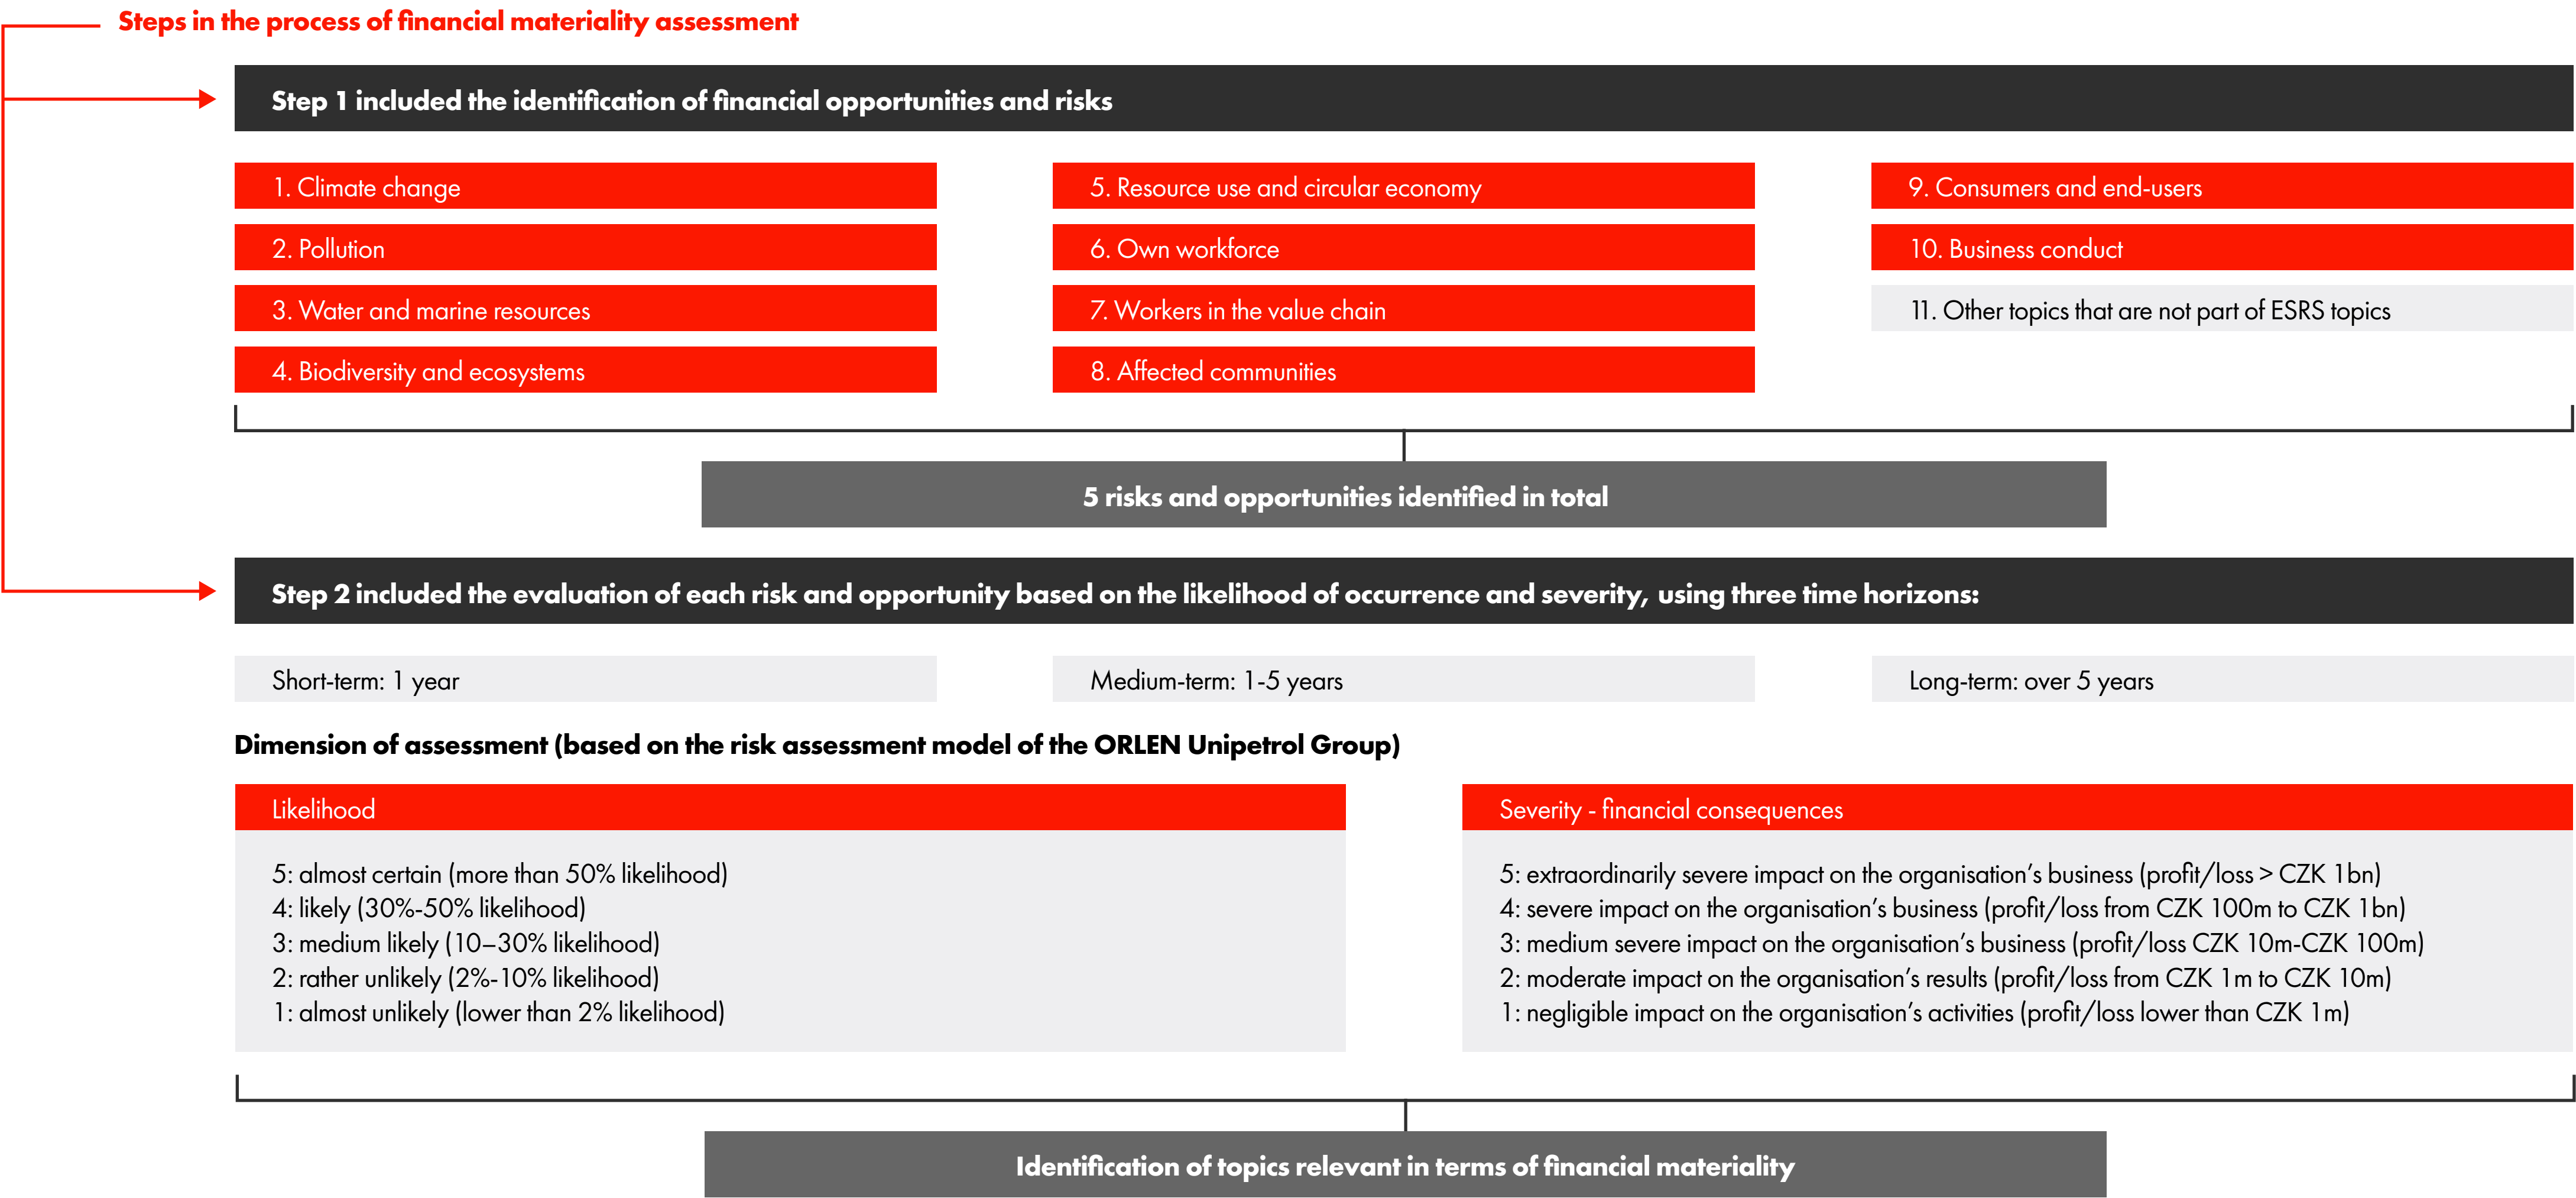 Steps in the process of financial materiality assessment
Step 1 included the identification of financial opportunities and risks
1. Climate change
2. Pollution
3. Water and marine resources
4. Biodiversity and ecosystems
5. Resource use and circular economy
6. Own workforce
7. Workers in the value chain
8. Affected communities
9. Consumers and end-users
10. Business conduct
11. Other topics that are not part of ESRS topics
5 risks and opportunities identified in total
Step 2 included the evaluation of each risk and opportunity based on the likelihood of occurrence and severity, using three time horizons:
Short-term: 1 year
Medium-term: 1-5 years
Long-term: over 5 years
Dimension of assessment (based on the risk assessment model of the ORLEN Unipetrol Group)
Likelihood
5: almost certain (more than 50% likelihood)
4: likely (30%-50% likelihood)
3: medium likely (10–30% likelihood)
2: rather unlikely (2%-10% likelihood)
1: almost unlikely (lower than 2% likelihood)
Severity - financial consequences
5: extraordinarily severe impact on the organisation’s business (profit/loss > CZK 1bn)
4: severe impact on the organisation’s business (profit/loss from CZK 100m to CZK 1bn)
3: medium severe impact on the organisation’s business (profit/loss CZK 10m-CZK 100m)
2: moderate impact on the organisation’s results (profit/loss from CZK 1m to CZK 10m)
1: negligible impact on the organisation’s activities (profit/loss lower than CZK 1m)
Identification of topics relevant in terms of financial materiality